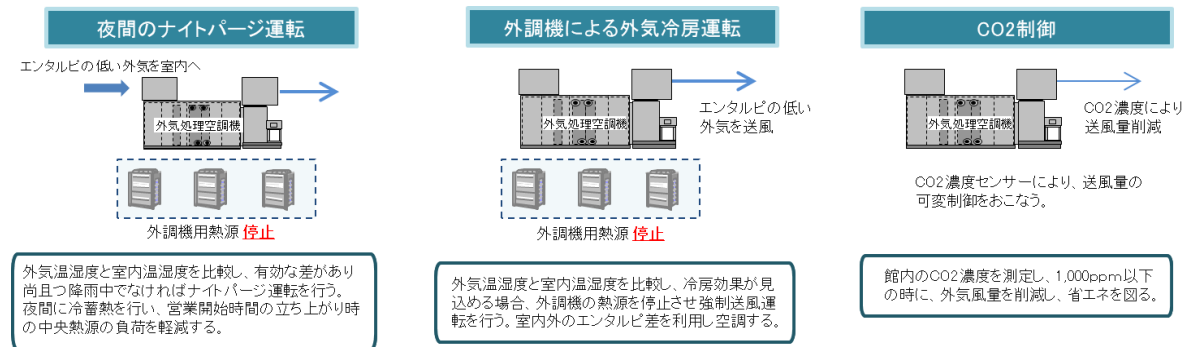 夜間のナイトパージ運転
エンタルピの低い外気を室内へ
外気処理空調機
外調機用熱源 停止
外気温湿度と室内温湿度を比較し、有効な差があり
尚且つ降雨中でなければナイトパージ運転を行う。
夜間に冷蓄熱を行い、営業開始時間の立ち上がり時
の中央熱源の負荷を軽減する。
外調機による外気冷房運転
エンタルピの低い
外気を送風
外気処理空調機
外調機用熱源 停止
外気温湿度と室内温湿度を比較し、冷房効果が見
込める場合、外調機の熱源を停止させ強制送風運
転を行う。室内外のエンタルピ差を利用し空調する。
CO2制御
CO2濃度により
送風量削減
外気処理空調機
CO2濃度センサーにより、送風量の
可変制御をおこなう。
館内のCO2濃度を測定し、1,000ppm以下
の時に、外気風量を削減し、省エネを図る。